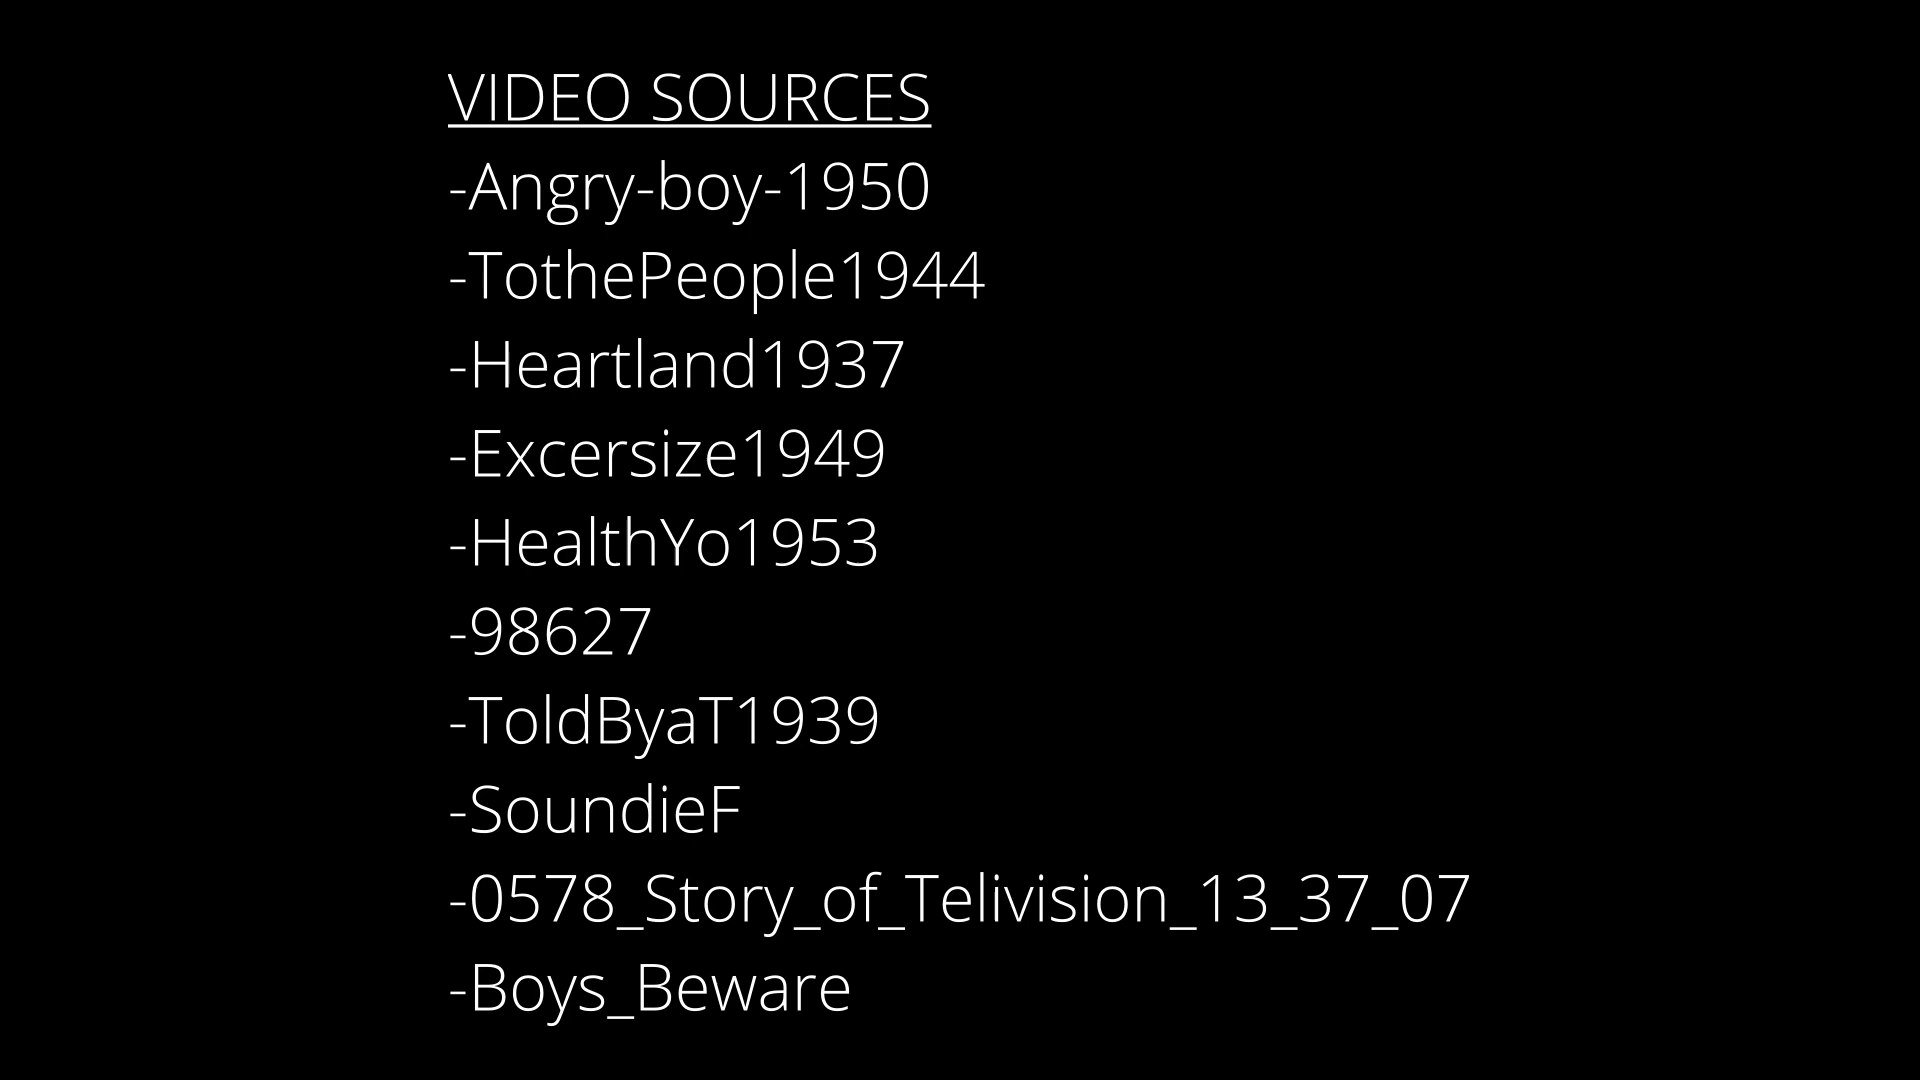 VIDEO SOURCES
-Angry-boy-1950
-TothePeople1944
-Heartland1937
-Excersize1949
-HealthYo1953
-98627
-ToldByaT1939
-SoundieF
-0578_Story_of_Telivision_13_37_07
-Boys_Beware